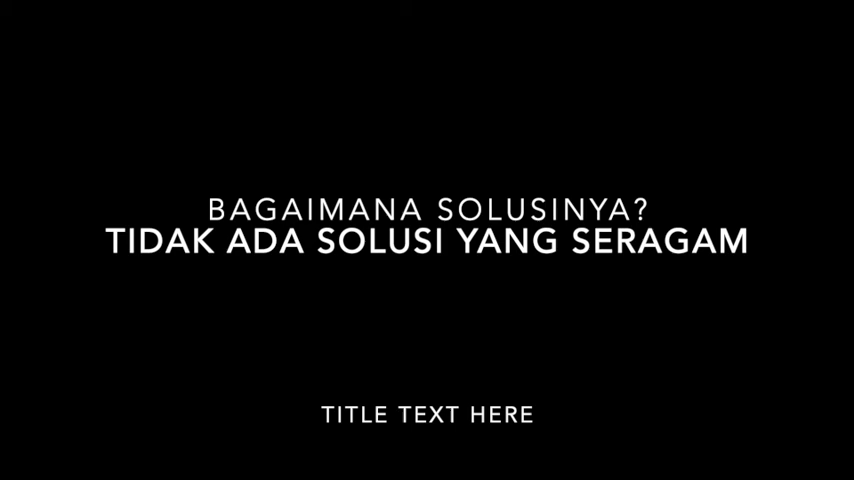 BAGAIMANA SOLUSINYA?
TIDAK ADA SOLUSI YANG SERAGAM
TITLE TEXT HERE